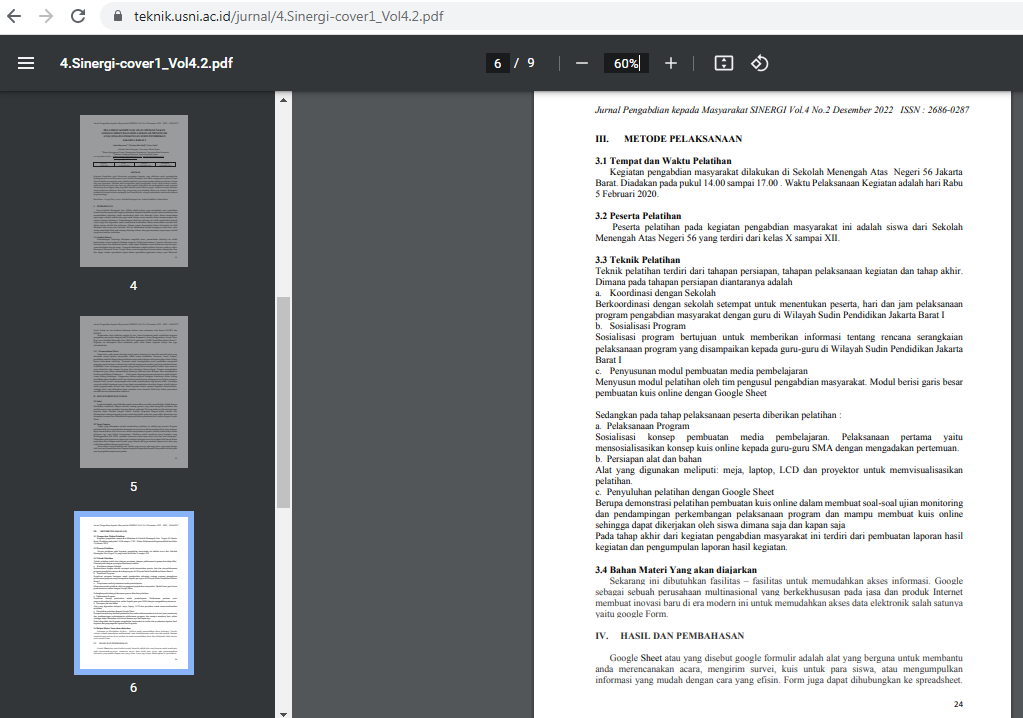 teknik.usni.ac.id/jurnal/4.Sinergi-cover1_Vol4.2.pdf
4.Sinergi-cover1_Vol4.2.pdf
6 / 9
60%
4
5
6
Jurnal Pengabdian kepada Masyarakat SINERGI Vol.4 No.2 Desember 2022 ISSN : 2686-0287
III. METODE PELAKSANAAN
3.1 Tempat dan Waktu Pelatihan
Kegiatan pengabdian masyarakat dilakukan di Sekolah Menengah Atas Negeri 56 Jakarta
Barat. Diadakan pada pukul 14.00 sampai 17.00 . Waktu Pelaksanaan Kegiatan adalah hari Rabu
5 Februari 2020.
3.2 Peserta Pelatihan
Peserta pelatihan pada kegiatan pengabdian masyarakat ini adalah siswa dari Sekolah
Menengah Atas Negeri 56 yang terdiri dari kelas X sampai XII.
3.3 Teknik Pelatihan
Teknik pelatihan terdiri dari tahapan persiapan, tahapan pelaksanaan kegiatan dan tahap akhir.
Dimana pada tahapan persiapan diantaranya adalah
a. Koordinasi dengan Sekolah
Berkoordinasi dengan sekolah setempat untuk menentukan peserta, hari dan jam pelaksanaan
program pengabdian masyarakat dengan guru di Wilayah Sudin Pendidikan Jakarta Barat I
b. Sosialisasi Program
Sosialisasi program bertujuan untuk memberikan informasi tentang rencana serangkaian
pelaksanaan program yang disampaikan kepada guru-guru di Wilayah Sudin Pendidikan Jakarta
Barat I
c. Penyusunan modul pembuatan media pembelajaran
Menyusun modul pelatihan oleh tim pengusul pengabdian masyarakat. Modul berisi garis besar
pembuatan kuis online dengan Google Sheet
Sedangkan pada tahap pelaksanaan peserta diberikan pelatihan :
a. Pelaksanaan Program
Sosialisasi konsep pembuatan media pembelajaran. Pelaksanaan pertama yaitu
mensosialisasikan konsep kuis online kepada guru-guru SMA dengan mengadakan pertemuan.
b. Persiapan alat dan bahan
Alat yang digunakan meliputi: meja, laptop, LCD dan proyektor untuk memvisualisasikan
pelatihan.
c. Penyuluhan pelatihan dengan Google Sheet
Berupa demonstrasi pelatihan pembuatan kuis online dalam membuat soal-soal ujian monitoring
dan pendampingan perkembangan pelaksanaan program dan mampu membuat kuis online
sehingga dapat dikerjakan oleh siswa dimana saja dan kapan saja
Pada tahap akhir dari kegiatan pengabdian masyarakat ini terdiri dari pembuatan laporan hasil
kegiatan dan pengumpulan laporan hasil kegiatan.
3.4 Bahan Materi Yang akan diajarkan
Sekarang ini dibutuhkan fasilitas – fasilitas untuk memudahkan akses informasi. Google
sebagai sebuah perusahaan multinasional yang berkekhususan pada jasa dan produk Internet
membuat inovasi baru di era modern ini untuk memudahkan akses data elektronik salah satunya
yaitu google Form.
IV. HASIL DAN PEMBAHASAN
Google Sheet atau yang disebut google formulir adalah alat yang berguna untuk membantu
anda merencanakan acara, mengirim survei, kuis untuk para siswa, atau mengumpulkan
informasi yang mudah dengan cara yang efisin. Form juga dapat dihubungkan ke spreadsheet.
24